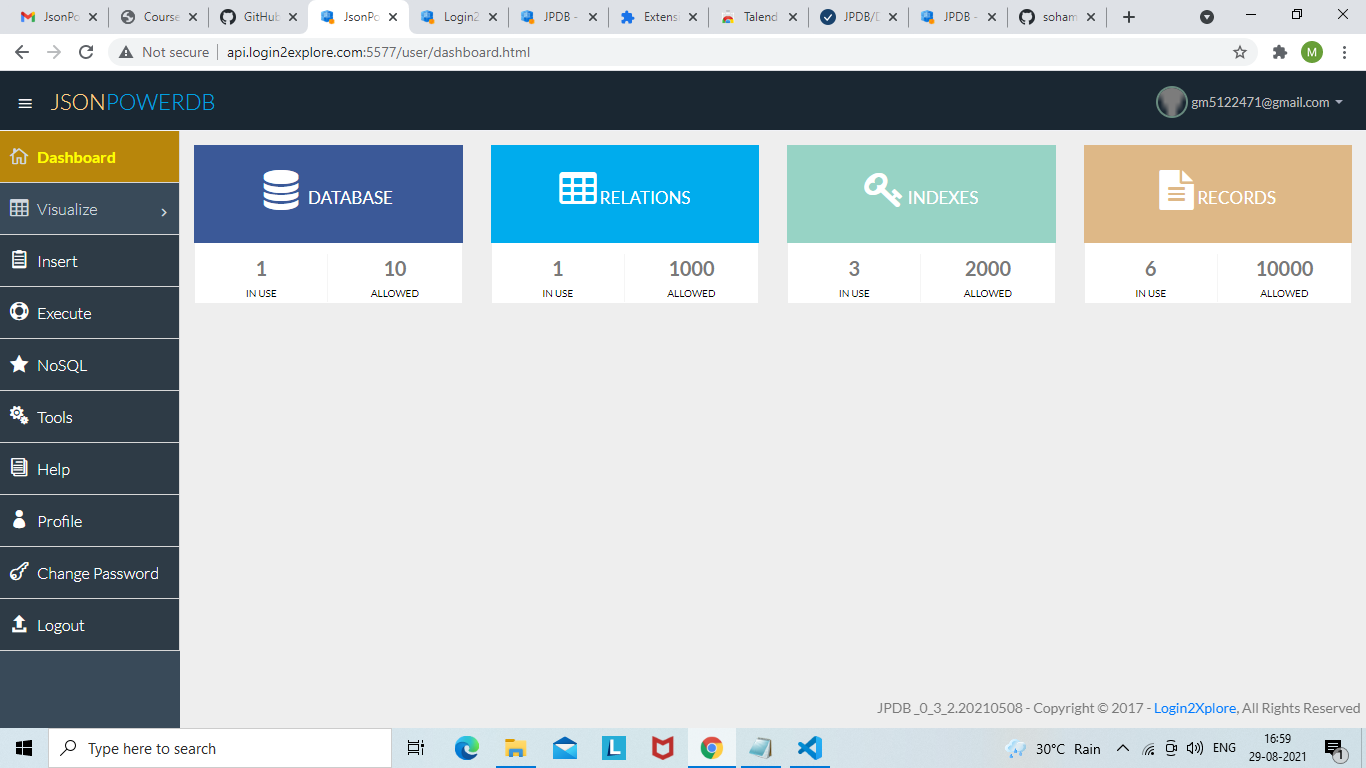 JsonPo
Course
GitHub
JsonPo
Login2
JPDB -
Extensi
Talend
JPDB/D
JPDB -
soham
Not secure
api.login2explore.com:5577/user/dashboard.html
M
JSONPOWERDB
gm5122471@gmail.com
Dashboard
Visualize
Insert
Execute
NoSQL
Tools
Help
Profile
Change Password
Logout
DATABASE
1 10
IN USE ALLOWED
RELATIONS
1 1000
IN USE ALLOWED
INDEXES
3 2000
IN USE ALLOWED
RECORDS
6 10000
IN USE ALLOWED
JPDB _0_3_2.20210508 - Copyright © 2017 - Login2Xplore, All Rights Reserved
Type here to search
L
30°C Rain
ENG
16:59
29-08-2021
1